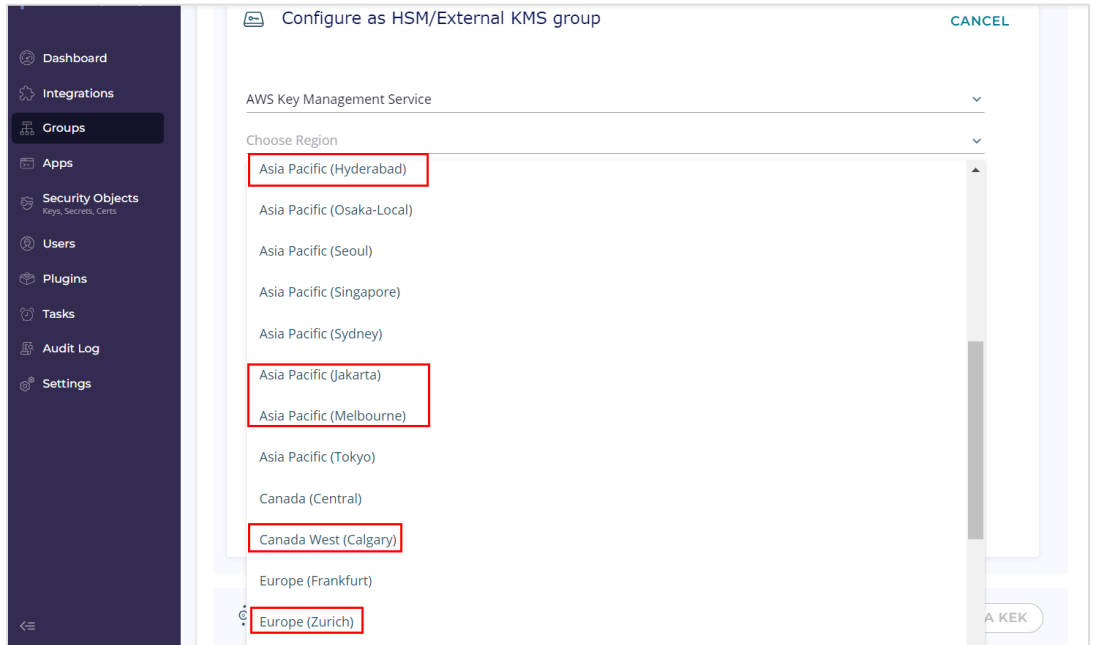 Configure as HSM/External KMS group
CANCEL
Dashboard
Integrations
Groups
Apps
Security Objects
Keys, Secrets, Certs
Users
Plugins
Tasks
Audit Log
Settings
AWS Key Management Service
Choose Region
Asia Pacific (Hyderabad)
Asia Pacific (Osaka-Local)
Asia Pacific (Seoul)
Asia Pacific (Singapore)
Asia Pacific (Sydney)
Asia Pacific (Jakarta)
Asia Pacific (Melbourne)
Asia Pacific (Tokyo)
Canada (Central)
Canada West (Calgary)
Europe (Frankfurt)
Europe (Zurich)
A KEK